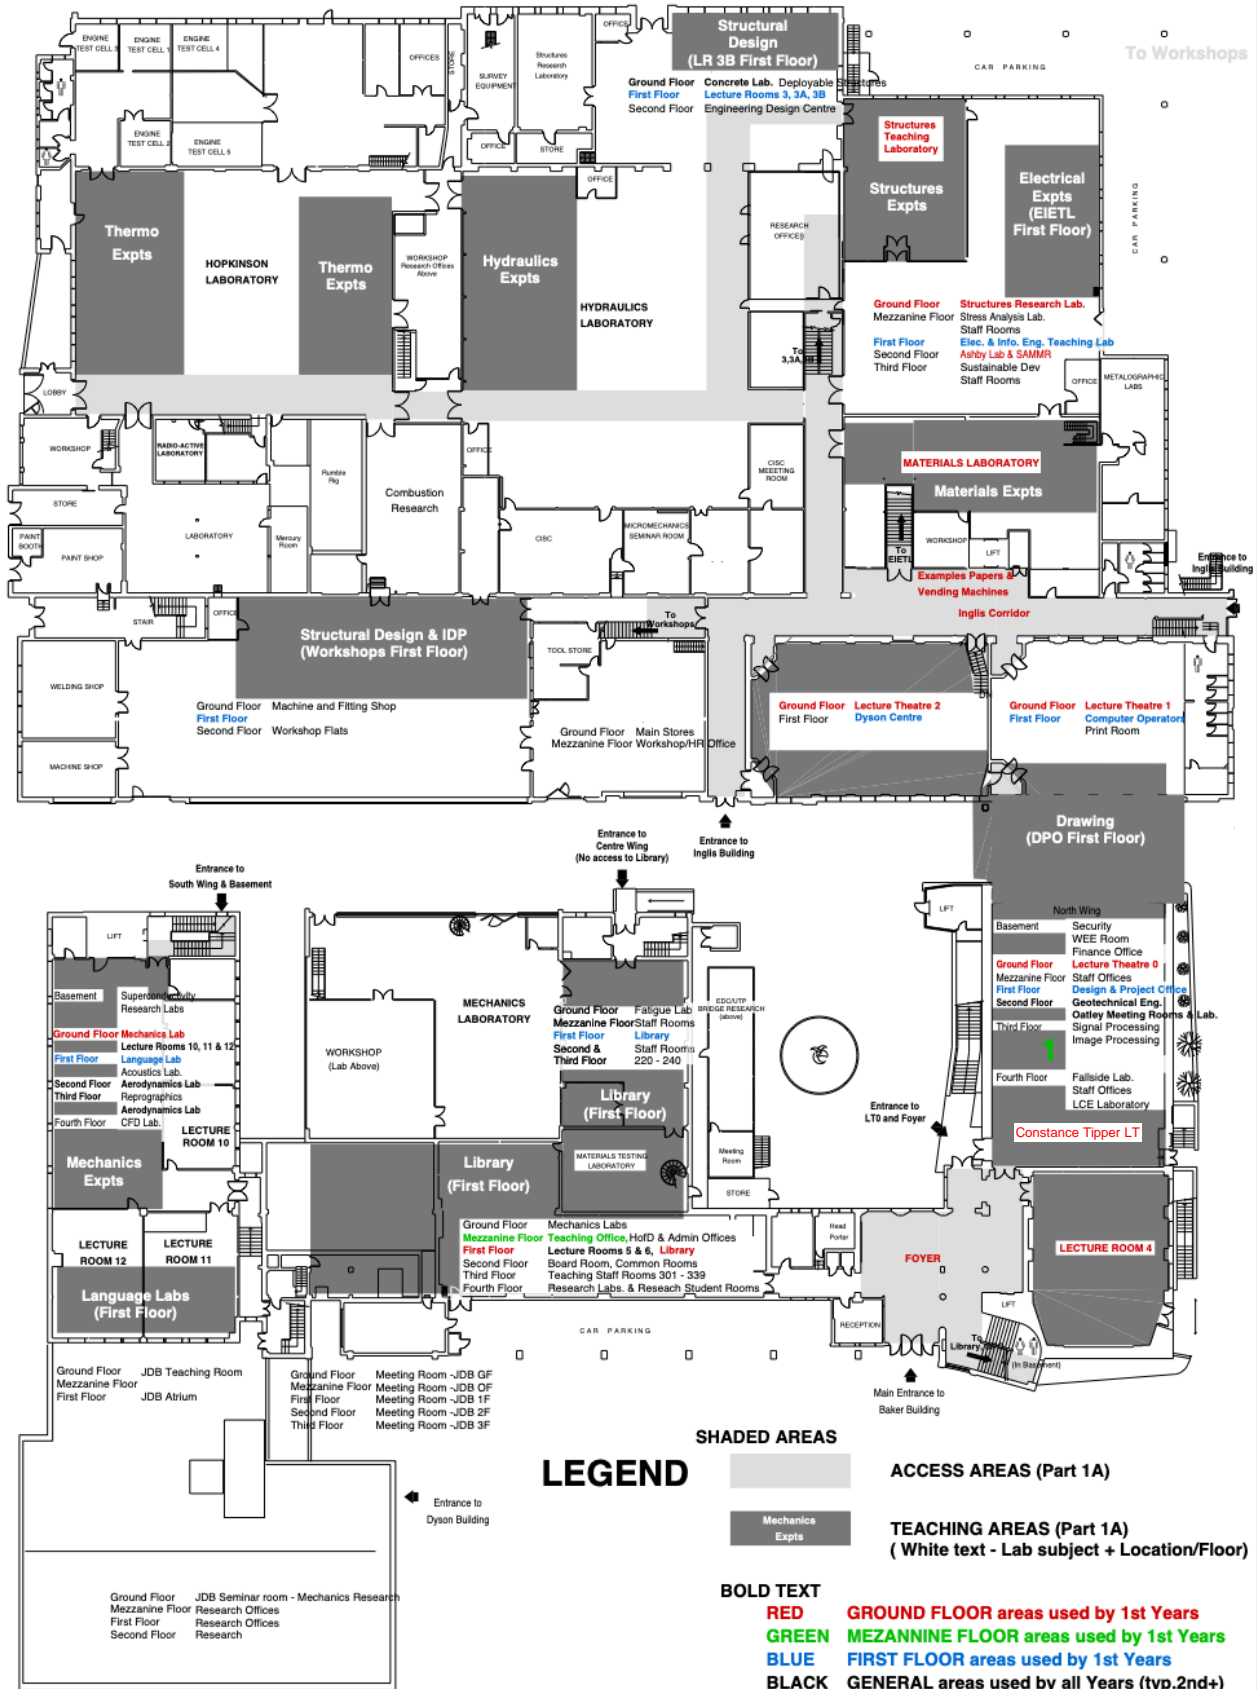 ENGINE
TEST CELL 3
ENGINE
TEST CELL 1
ENGINE
TEST CELL 4
OFFICES
STORE
SURVEY
EQUIPMENT
Structures
Research
Laboratory
OFFICE
Structural
Design
(LR 3B First Floor)
To Workshops
CAR PARKING
Ground Floor Concrete Lab. Deployable Structures
First Floor Lecture Rooms 3, 3A, 3B
Second Floor Engineering Design Centre
ENGINE
TEST CELL 2
ENGINE
TEST CELL 5
OFFICE
STORE
OFFICE
Structures
Teaching
Laboratory
Structures
Expts
Electrical
Expts
(EIETL
First Floor)
CAR PARKING
Thermo
Expts
HOPKINSON
LABORATORY
Thermo
Expts
WORKSHOP
Research Offices
Above
Hydraulics
Expts
HYDRAULICS
LABORATORY
RESEARCH
OFFICES
Ground Floor Structures Research Lab.
Mezzanine Floor Stress Analysis Lab.
Staff Rooms
First Floor Elec. & Info. Eng. Teaching Lab
Second Floor Ashby Lab & SAMMR
Third Floor Sustainable Dev
Staff Rooms
To
3,3A,3B
LOBBY
OFFICE
METALOGRAPHIC
LABS
WORKSHOP
RADIO-ACTIVE
LABORATORY
Rumble
Rig
OFFICE
CISC
MEEETING
ROOM
MATERIALS LABORATORY
Materials Expts
STORE
Combustion
Research
PAINT
BOOTH
PAINT SHOP
LABORATORY
Mercury
Room
CISC
MICROMECHANICS
SEMINAR ROOM
To
EIETL
WORKSHOP
LIFT
Entrance to
Inglis Building
Examples Papers &
Vending Machines
Inglis Corridor
STAIR
OFFICE
Structural Design & IDP
(Workshops First Floor)
To
Workshops
TOOL STORE
WELDING SHOP
Ground Floor Machine and Fitting Shop
First Floor
Second Floor Workshop Flats
Ground Floor Main Stores
Mezzanine Floor Workshop/HR Office
Ground Floor Lecture Theatre 2
First Floor Dyson Centre
Ground Floor Lecture Theatre 1
First Floor Computer Operators
Print Room
MACHINE SHOP
Drawing
(DPO First Floor)
Entrance to
Centre Wing
(No access to Library)
Entrance to
Inglis Building
Entrance to
South Wing & Basement
LIFT
LIFT
North Wing
Basement Security
WEE Room
Finance Office
Ground Floor Lecture Theatre 0
Mezzanine Floor Staff Offices
First Floor Design & Project Office
Second Floor Geotechnical Eng.
Oatley Meeting Rooms & Lab.
Third Floor Signal Processing
Image Processing
1
Fourth Floor Fallside Lab.
Staff Offices
LCE Laboratory
Constance Tipper LT
Basement Superconductivity
Research Labs
Ground Floor Mechanics Lab
Lecture Rooms 10, 11 & 12
First Floor Language Lab
Acoustics Lab.
Second Floor Aerodynamics Lab
Third Floor Reprographics
Aerodynamics Lab
Fourth Floor CFD Lab.
LECTURE
ROOM 10
Mechanics
Expts
MECHANICS
LABORATORY
WORKSHOP
(Lab Above)
Ground Floor Fatigue Lab
Mezzanine Floor Staff Rooms
First Floor Library
Second & Staff Rooms
Third Floor 220 - 240
EDC/UTP
BRIDGE RESEARCH
(above)
Library
(First Floor)
Entrance to
LT0 and Foyer
Library
(First Floor)
MATERIALS TESTING
LABORATORY
Meeting
Room
STORE
LECTURE
ROOM 12
LECTURE
ROOM 11
Language Labs
(First Floor)
Ground Floor Mechanics Labs
Mezzanine Floor Teaching Office, HofD & Admin Offices
First Floor Lecture Rooms 5 & 6, Library
Second Floor Board Room, Common Rooms
Third Floor Teaching Staff Rooms 301 - 339
Fourth Floor Research Labs. & Reseach Student Rooms
Head
Porter
FOYER
LECTURE ROOM 4
LIFT
RECEPTION
To
Library
(In Basement)
CAR PARKING
Main Entrance to
Baker Building
Ground Floor JDB Teaching Room
Mezzanine Floor
First Floor JDB Atrium
Ground Floor Meeting Room -JDB GF
Mezzanine Floor Meeting Room -JDB OF
First Floor Meeting Room -JDB 1F
Second Floor Meeting Room -JDB 2F
Third Floor Meeting Room -JDB 3F
Entrance to
Dyson Building
Ground Floor JDB Seminar room - Mechanics Research
Mezzanine Floor Research Offices
First Floor Research Offices
Second Floor Research
SHADED AREAS
LEGEND
ACCESS AREAS (Part 1A)
Mechanics
Expts
TEACHING AREAS (Part 1A)
( White text - Lab subject + Location/Floor)
BOLD TEXT
RED GROUND FLOOR areas used by 1st Years
GREEN MEZANNINE FLOOR areas used by 1st Years
BLUE FIRST FLOOR areas used by 1st Years
BLACK GENERAL areas used by all Years (typ.2nd+)